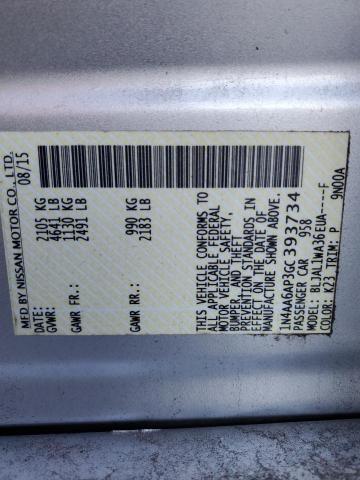 MFD BY NISSAN MOTOR CO., LTD.
08/15
GVWR: 2105 KG
4641 LB
GAWR FR.: 1130 KG
2491 LB
GAWR RR.: 990 KG
2183 LB
THIS VEHICLE CONFORMS TO
ALL APPLICABLE FEDERAL
MOTOR VEHICLE SAFETY,
BUMPER, AND THEFT
PREVENTION STANDARDS IN
EFFECT ON THE DATE OF
MANUFACTURE SHOWN ABOVE.
1N4AA6AP3GC393734
PASSENGER CAR 958
MODEL: BLJALLWA36EUA----F
COLOR: K23 TRIM: P 9N00A